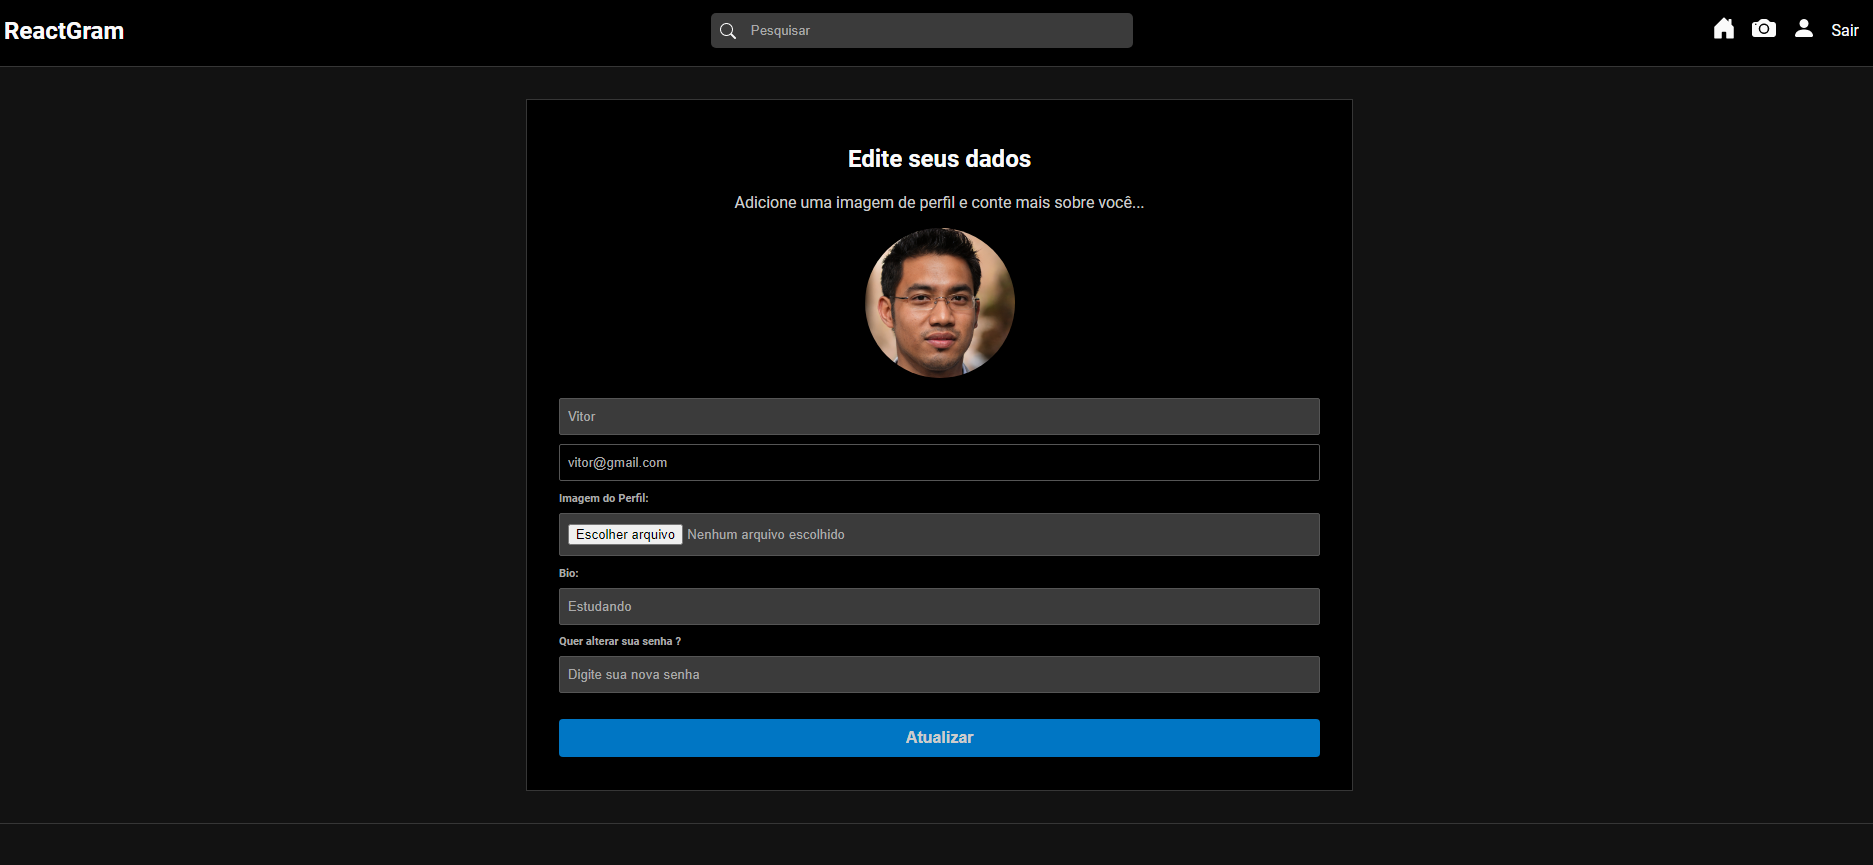 ReactGram
Pesquisar
Sair
Edite seus dados
Adicione uma imagem de perfil e conte mais sobre você...
Vitor
vitor@gmail.com
Imagem do Perfil:
Escolher arquivo Nenhum arquivo escolhido
Bio:
Estudando
Quer alterar sua senha ?
Digite sua nova senha
Atualizar